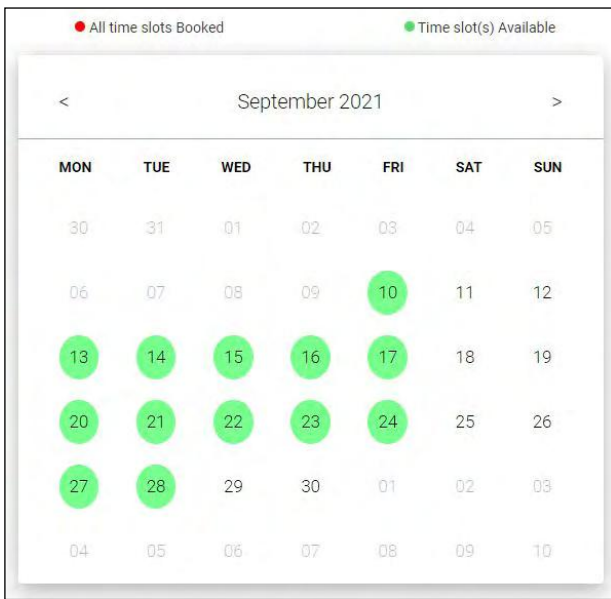 All time slots Booked Time slot(s) Available
< September 2021 >
MON TUE WED THU FRI SAT SUN
30 31 01 02 03 04 05
06 07 08 09 10 11 12
13 14 15 16 17 18 19
20 21 22 23 24 25 26
27 28 29 30 01 02 03
04 05 06 07 08 09 10